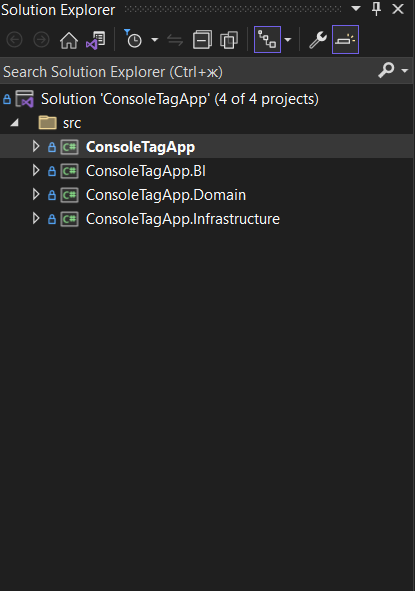 Solution Explorer
Search Solution Explorer (Ctrl+ж)
Solution 'ConsoleTagApp' (4 of 4 projects)
src
C# ConsoleTagApp
C# ConsoleTagApp.Bl
C# ConsoleTagApp.Domain
C# ConsoleTagApp.Infrastructure